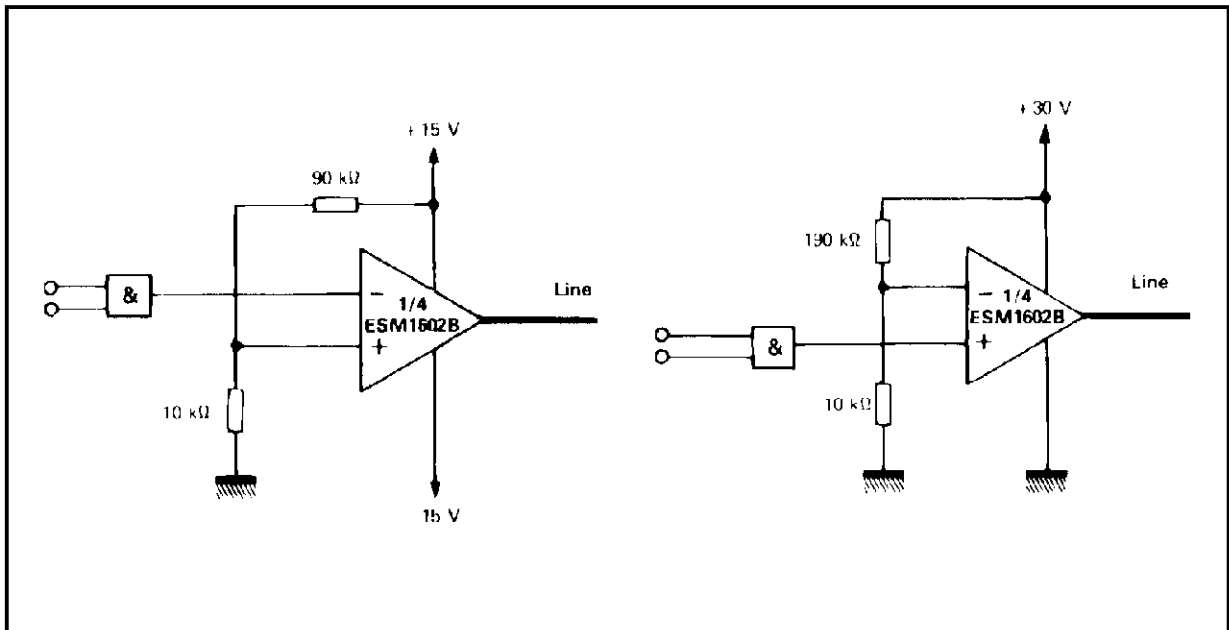 + 15 V
90 kΩ
&
−
1/4
ESM1602B
+
Line
10 kΩ
15 V
+ 30 V
190 kΩ
&
−
1/4
ESM1602B
+
Line
10 kΩ